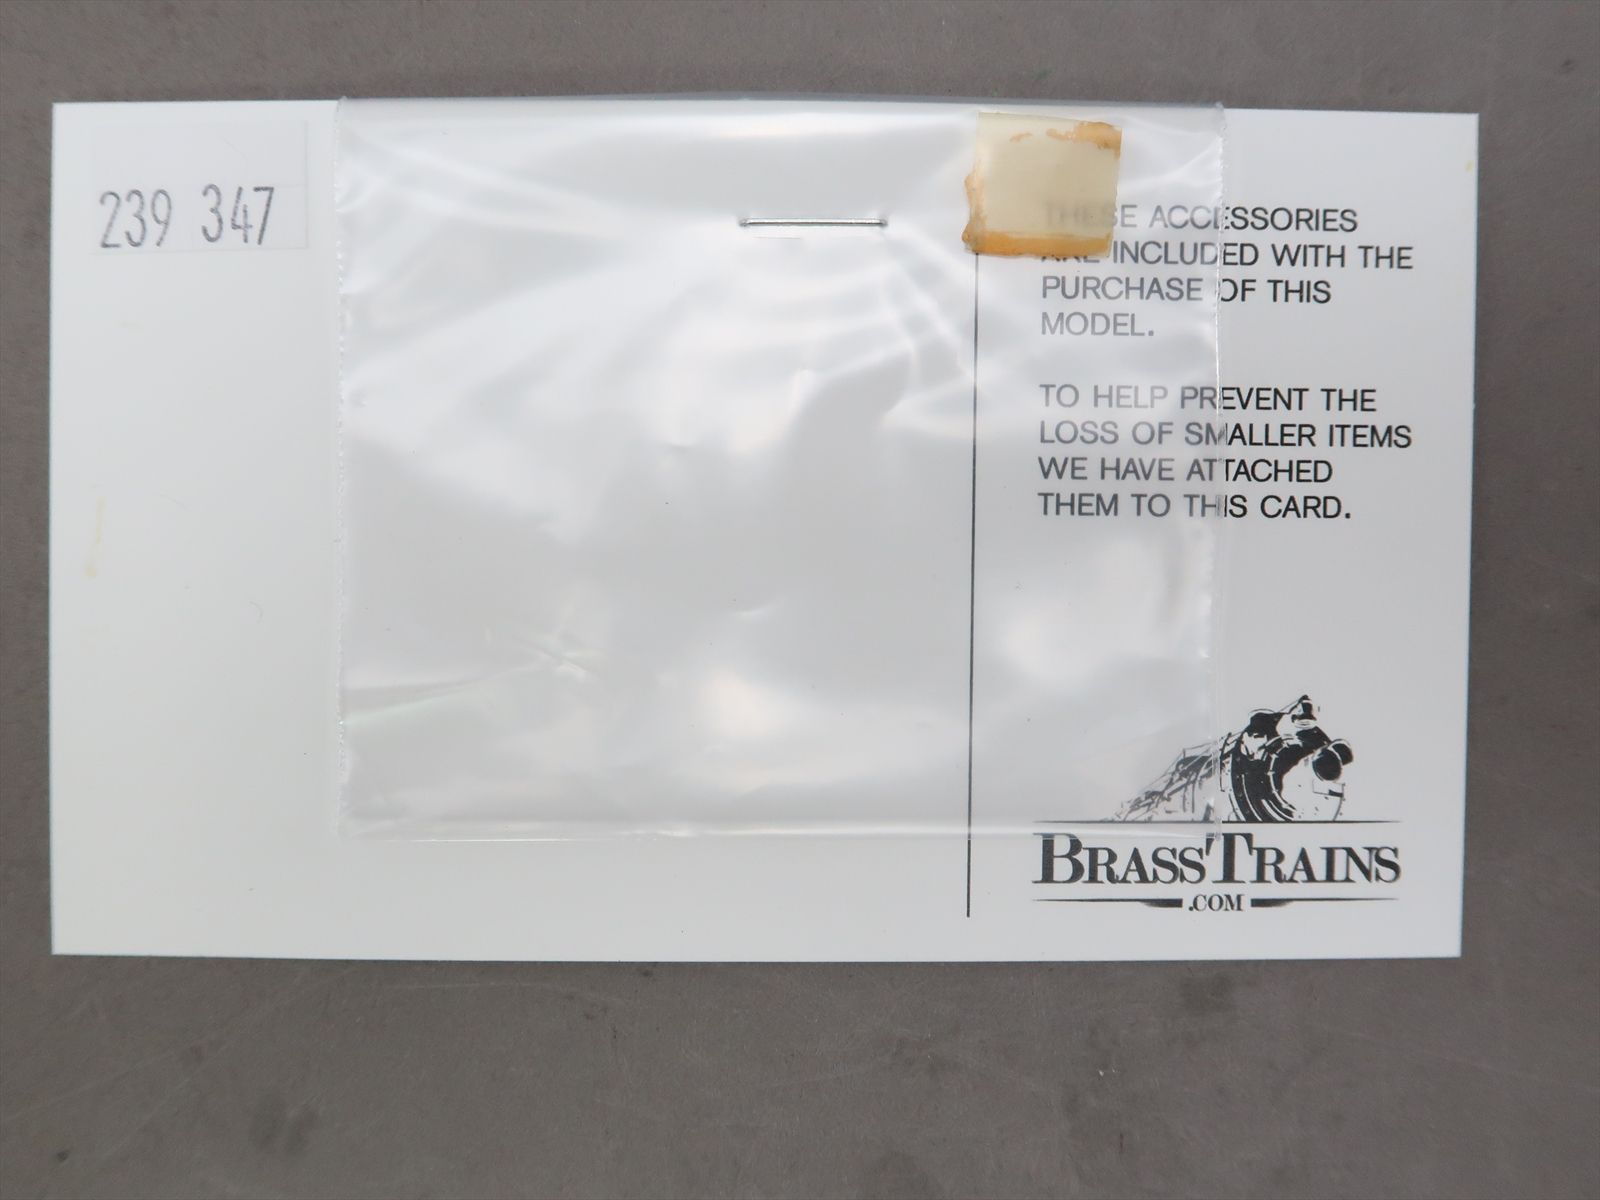 239 347
THESE ACCESSORIES
ARE INCLUDED WITH THE
PURCHASE OF THIS
MODEL.
TO HELP PREVENT THE
LOSS OF SMALLER ITEMS
WE HAVE ATTACHED
THEM TO THIS CARD.
BRASSTRAINS
.COM